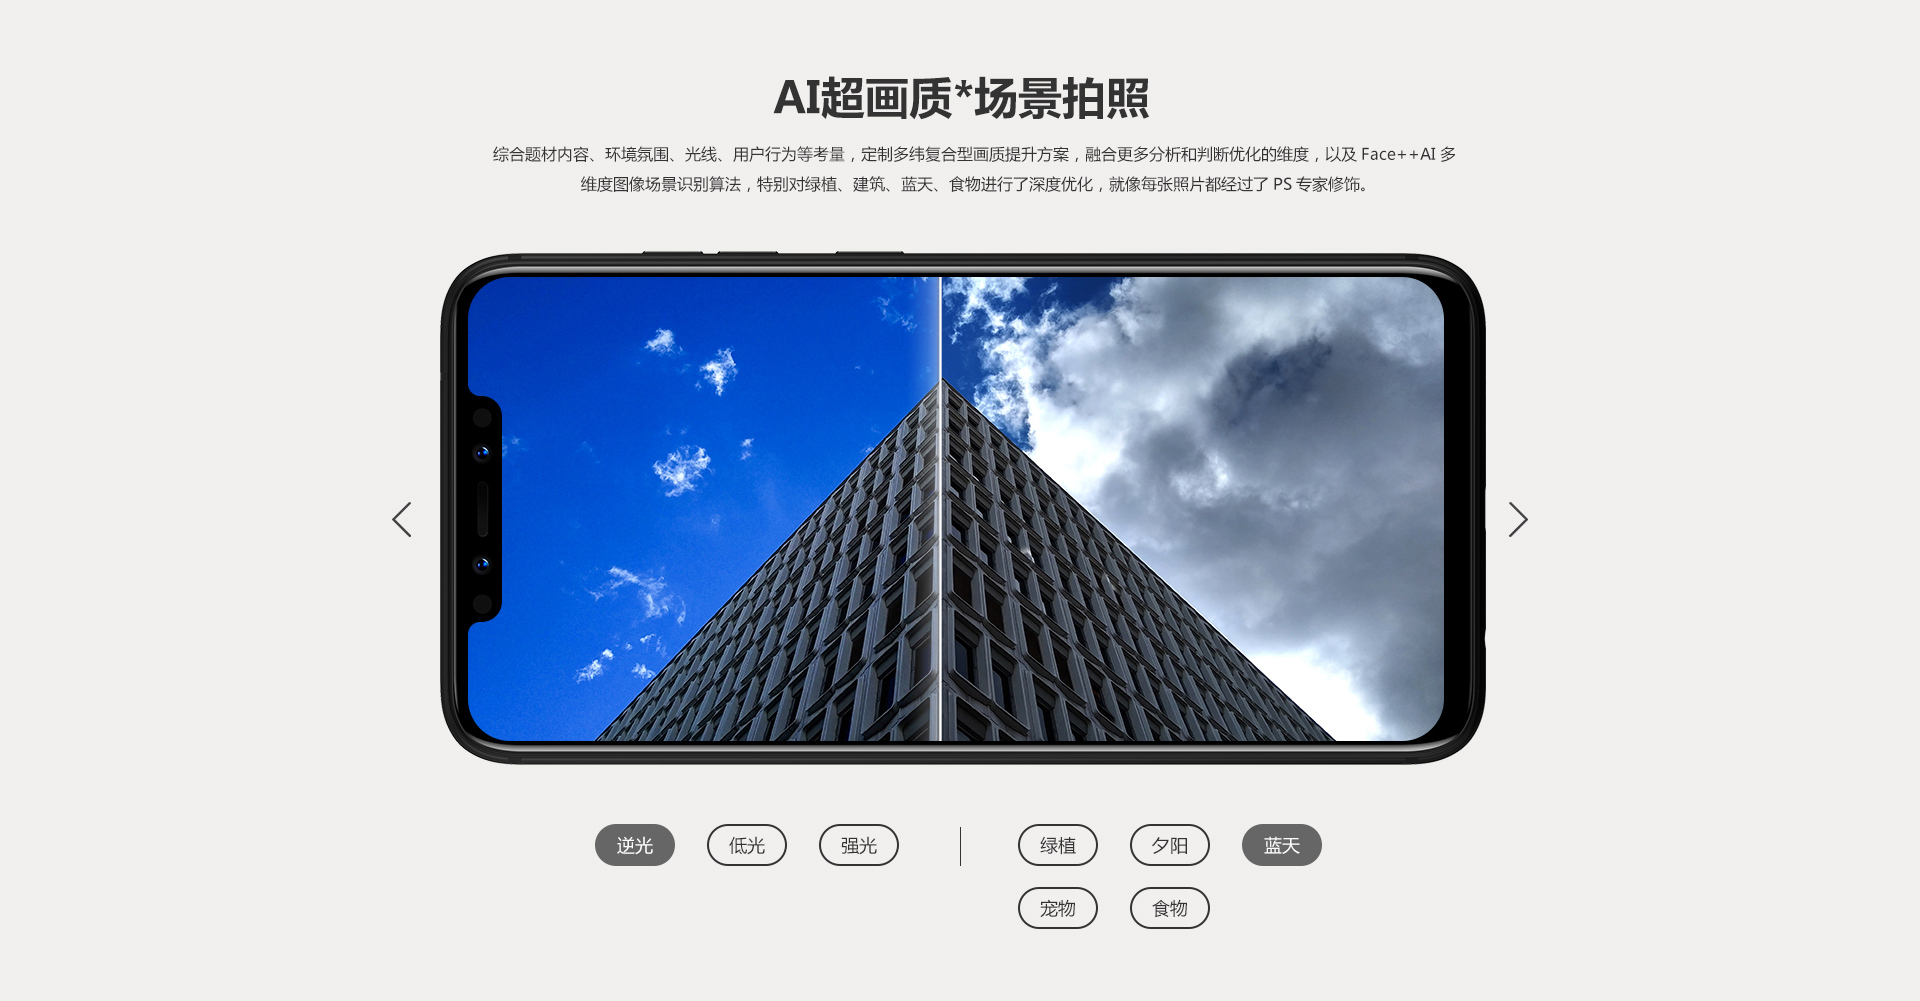 AI超画质*场景拍照
综合题材内容、环境氛围、光线、用户行为等考量，定制多纬复合型画质提升方案，融合更多分析和判断优化的维度，以及 Face++AI 多
维度图像场景识别算法，特别对绿植、建筑、蓝天、食物进行了深度优化，就像每张照片都经过了 PS 专家修饰。
逆光 低光 强光 绿植 夕阳 蓝天
宠物 食物